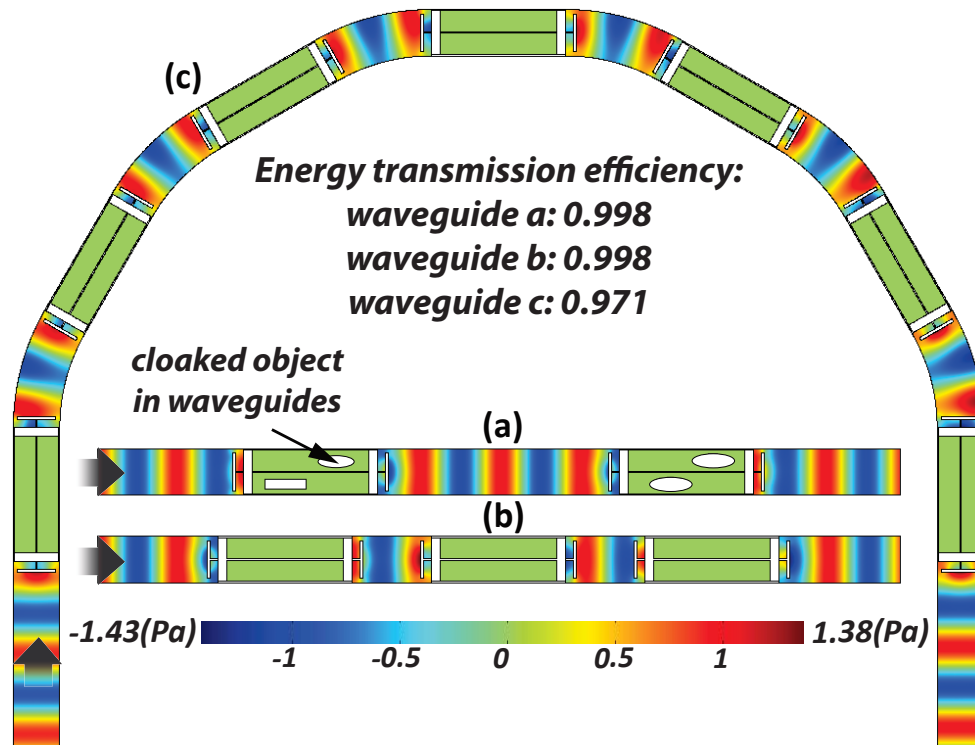 (c)
Energy transmission efficiency:
waveguide a: 0.998
waveguide b: 0.998
waveguide c: 0.971
cloaked object
in waveguides
(a)
(b)
-1.43(Pa)
1.38(Pa)
-1 -0.5 0 0.5 1